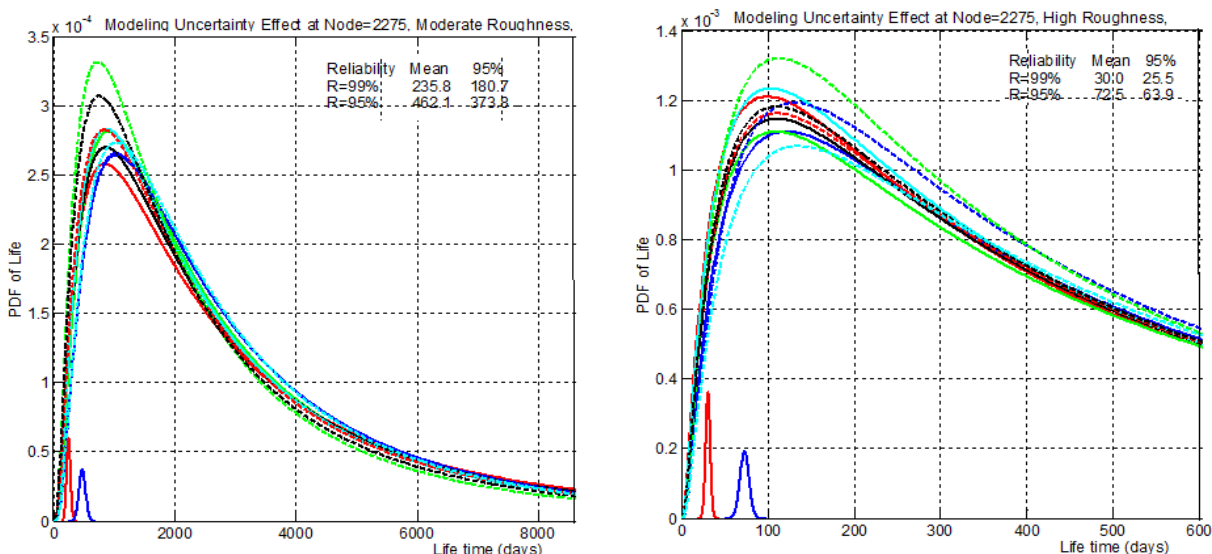 x 10⁻⁴ Modeling Uncertainty Effect at Node=2275, Moderate Roughness,
3.5
3
2.5
2
1.5
1
0.5
0
PDF of Life
Reliability Mean 95%
R=99% 235.8 180.7
R=95% 462.1 373.8
0 2000 4000 6000 8000
Life time (days)
x 10⁻³ Modeling Uncertainty Effect at Node=2275, High Roughness,
1.4
1.2
1
0.8
0.6
0.4
0.2
0
PDF of Life
Reliability Mean 95%
R=99% 30.0 25.5
R=95% 72.5 63.9
0 100 200 300 400 500 600
Life time (days)